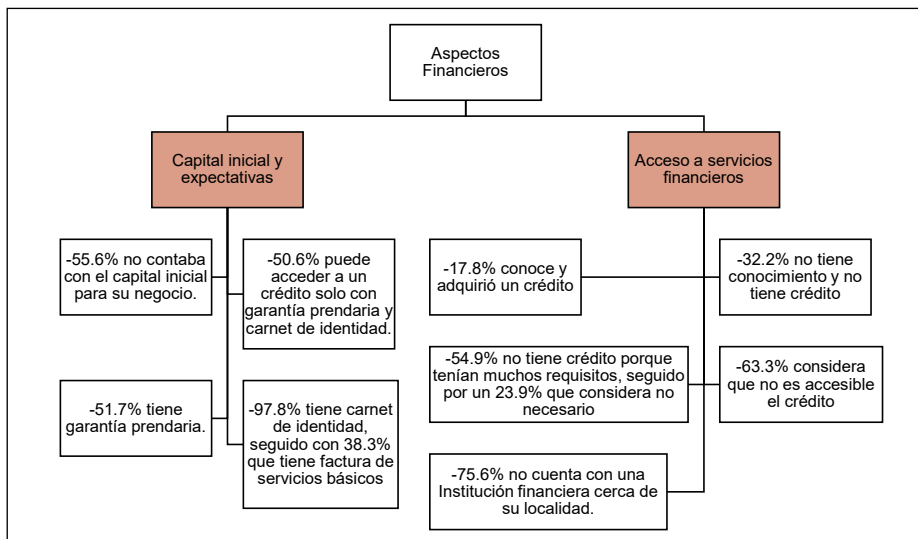 Aspectos
Financieros
Capital inicial y
expectativas
Acceso a servicios
financieros
-55.6% no contaba
con el capital inicial
para su negocio.
-50.6% puede
acceder a un
crédito solo con
garantía prendaria y
carnet de identidad.
-17.8% conoce y
adquirió un crédito
-32.2% no tiene
conocimiento y no
tiene crédito
-51.7% tiene
garantía prendaria.
-97.8% tiene carnet
de identidad,
seguido con 38.3%
que tiene factura de
servicios básicos
-54.9% no tiene crédito porque
tenían muchos requisitos, seguido
por un 23.9% que considera no
necesario
-63.3% considera
que no es accesible
el crédito
-75.6% no cuenta con una
Institución financiera cerca de
su localidad.